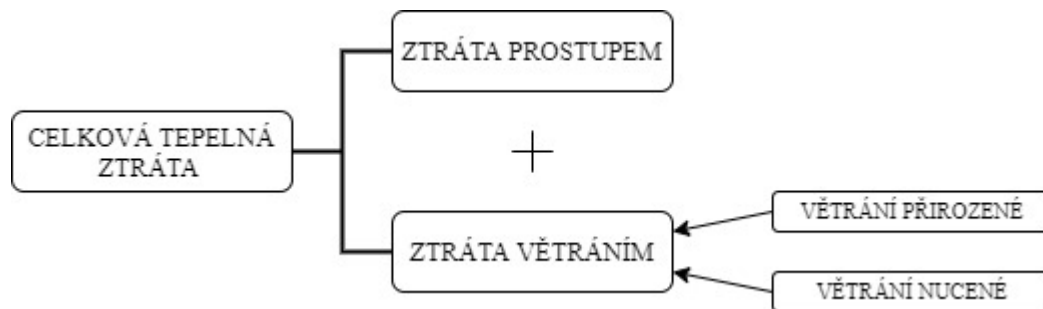 ZTRÁTA PROSTUPEM
CELKOVÁ TEPELNÁ
ZTRÁTA
+
ZTRÁTA VĚTRÁNÍM
VĚTRÁNÍ PŘIROZENÉ
VĚTRÁNÍ NUCENÉ